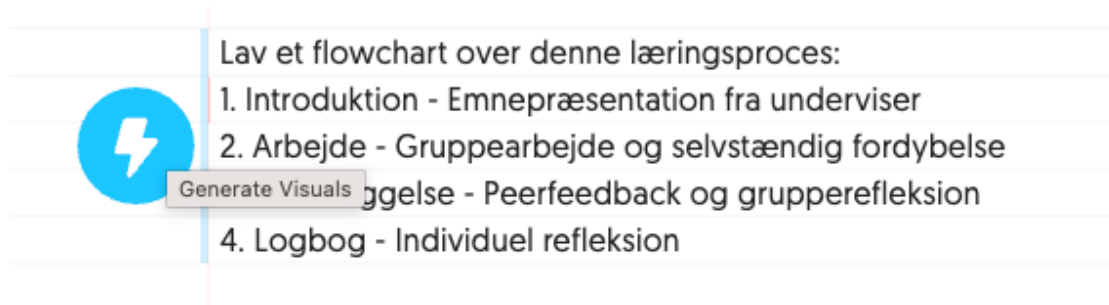 Lav et flowchart over denne læringsproces:
1. Introduktion - Emnepræsentation fra underviser
2. Arbejde - Gruppearbejde og selvstændig fordybelse
Generate Visuals
ggelse - Peerfeedback og grupperefleksion
4. Logbog - Individuel refleksion